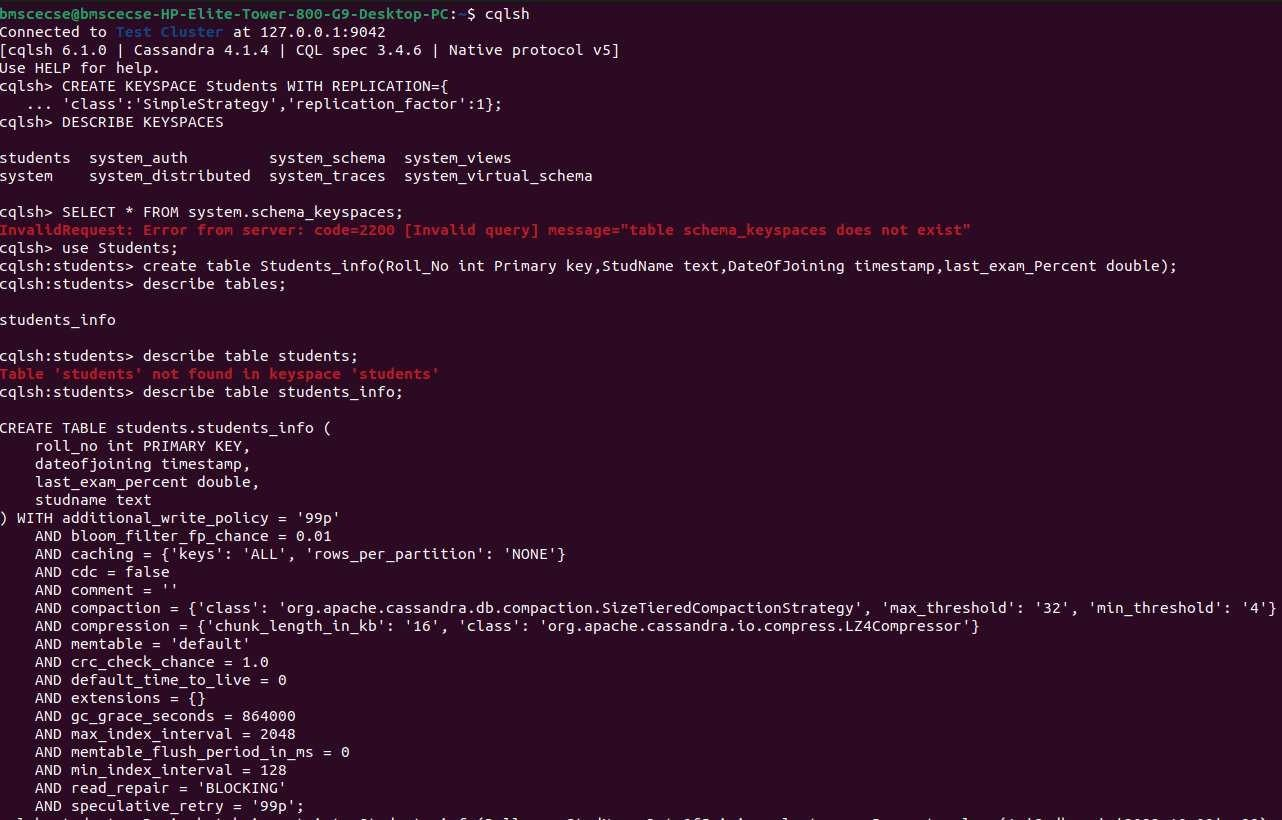 bmscecse@bmscecse-HP-Elite-Tower-800-G9-Desktop-PC:~$ cqlsh
Connected to Test Cluster at 127.0.0.1:9042
[cqlsh 6.1.0 | Cassandra 4.1.4 | CQL spec 3.4.6 | Native protocol v5]
Use HELP for help.
cqlsh> CREATE KEYSPACE Students WITH REPLICATION={
   ... 'class':'SimpleStrategy','replication_factor':1};
cqlsh> DESCRIBE KEYSPACES

students  system_auth         system_schema  system_views
system    system_distributed  system_traces  system_virtual_schema

cqlsh> SELECT * FROM system.schema_keyspaces;
InvalidRequest: Error from server: code=2200 [Invalid query] message="table schema_keyspaces does not exist"
cqlsh> use Students;
cqlsh:students> create table Students_info(Roll_No int Primary key,StudName text,DateOfJoining timestamp,last_exam_Percent double);
cqlsh:students> describe tables;

students_info

cqlsh:students> describe table students;
Table 'students' not found in keyspace 'students'
cqlsh:students> describe table students_info;

CREATE TABLE students.students_info (
    roll_no int PRIMARY KEY,
    dateofjoining timestamp,
    last_exam_percent double,
    studname text
) WITH additional_write_policy = '99p'
    AND bloom_filter_fp_chance = 0.01
    AND caching = {'keys': 'ALL', 'rows_per_partition': 'NONE'}
    AND cdc = false
    AND comment = ''
    AND compaction = {'class': 'org.apache.cassandra.db.compaction.SizeTieredCompactionStrategy', 'max_threshold': '32', 'min_threshold': '4'}
    AND compression = {'chunk_length_in_kb': '16', 'class': 'org.apache.cassandra.io.compress.LZ4Compressor'}
    AND memtable = 'default'
    AND crc_check_chance = 1.0
    AND default_time_to_live = 0
    AND extensions = {}
    AND gc_grace_seconds = 864000
    AND max_index_interval = 2048
    AND memtable_flush_period_in_ms = 0
    AND min_index_interval = 128
    AND read_repair = 'BLOCKING'
    AND speculative_retry = '99p';